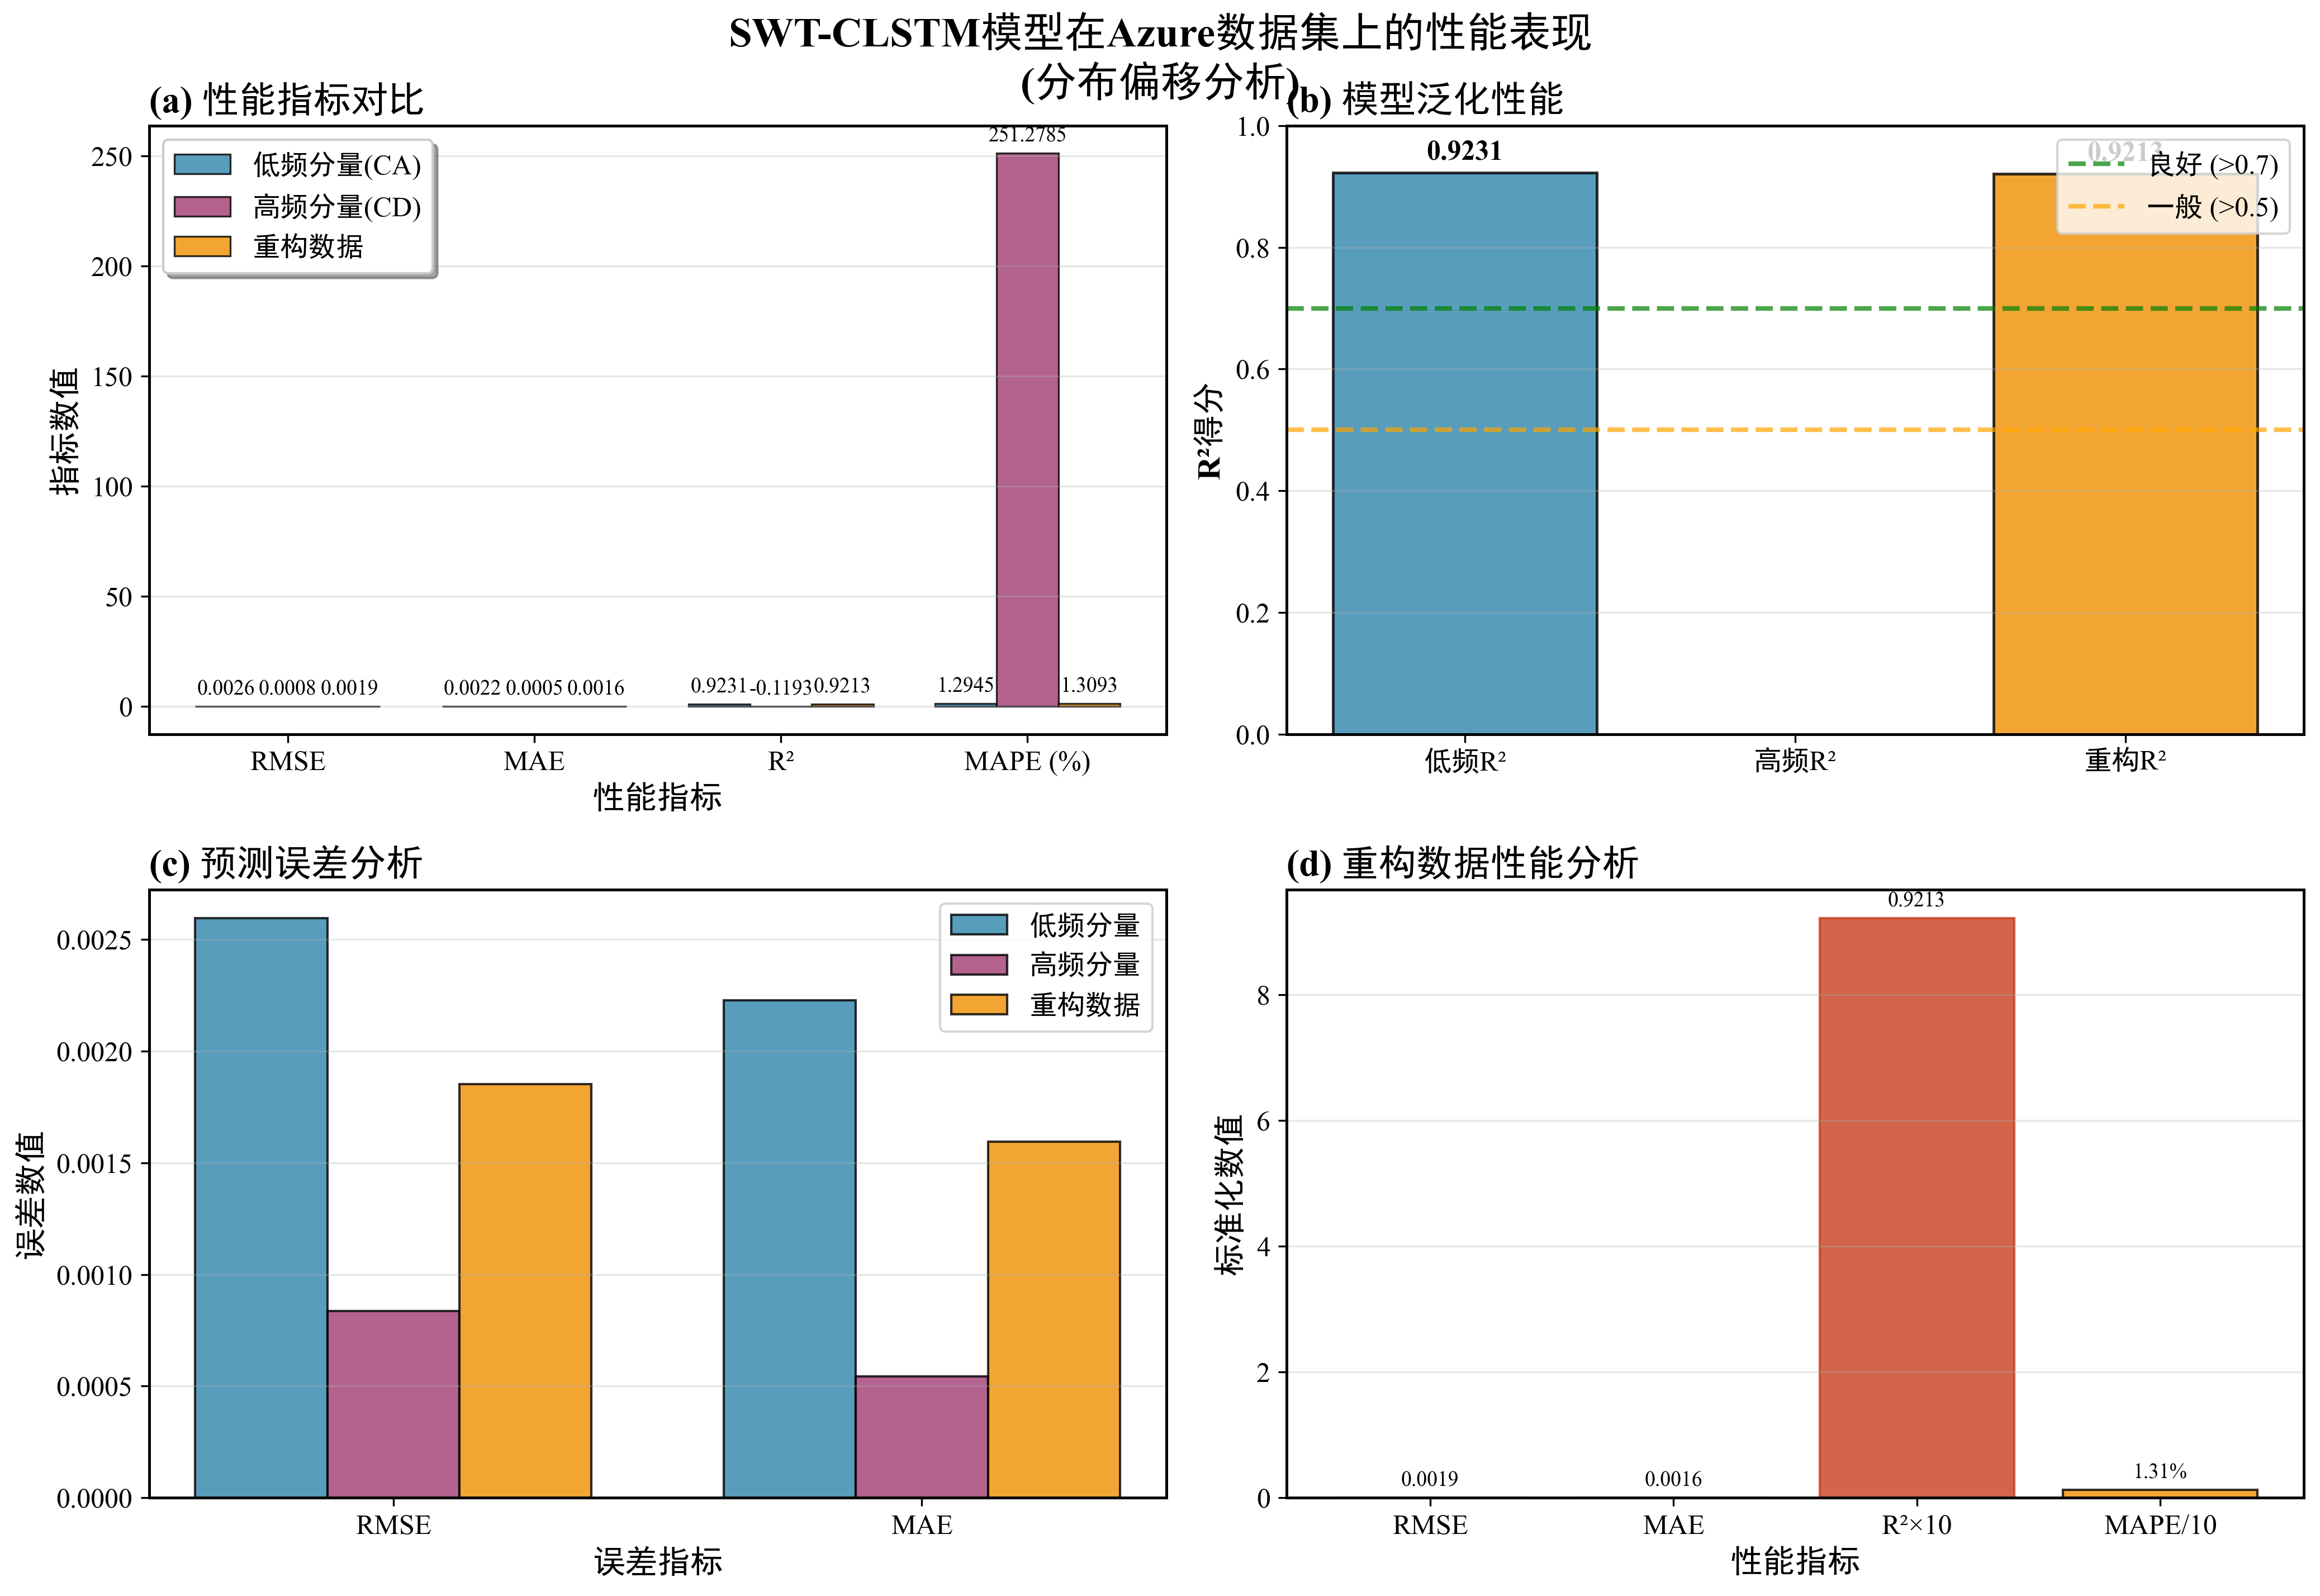 SWT-CLSTM模型在Azure数据集上的性能表现
(分布偏移分析)
(a) 性能指标对比
低频分量(CA)
高频分量(CD)
重构数据
指标数值
250
200
150
100
50
0
251.2785
0.0026 0.0008 0.0019
0.0022 0.0005 0.0016
0.9231 -0.1193 0.9213
1.2945
1.3093
RMSE
MAE
R²
MAPE (%)
性能指标
(b) 模型泛化性能
良好 (>0.7)
一般 (>0.5)
R²得分
1.0
0.8
0.6
0.4
0.2
0.0
0.9231
0.9213
低频R²
高频R²
重构R²
(c) 预测误差分析
低频分量
高频分量
重构数据
误差数值
0.0025
0.0020
0.0015
0.0010
0.0005
0.0000
RMSE
MAE
误差指标
(d) 重构数据性能分析
标准化数值
8
6
4
2
0
0.0019
0.0016
0.9213
1.31%
RMSE
MAE
R²×10
MAPE/10
性能指标